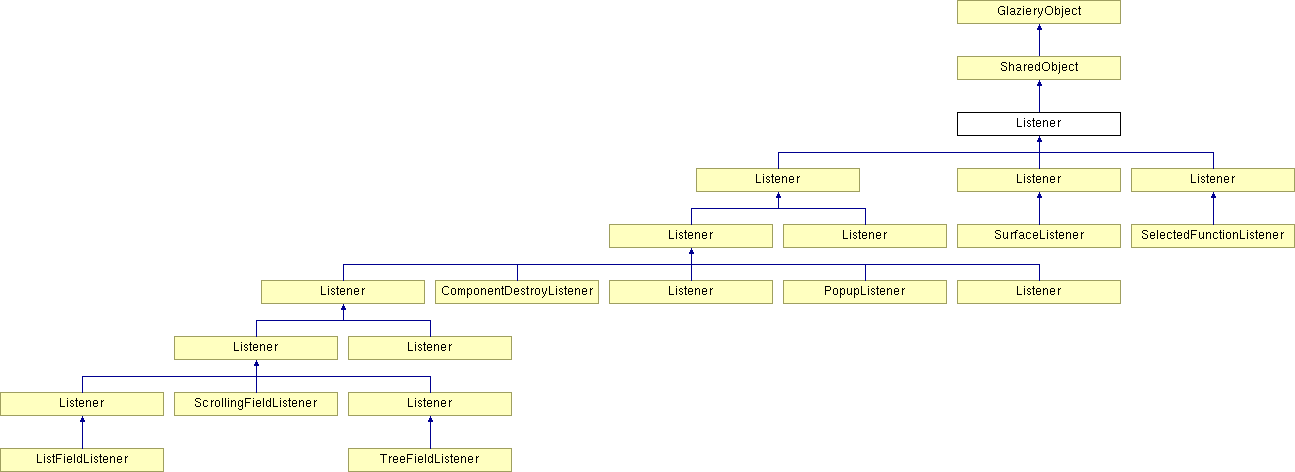 GlazieryObject
SharedObject
Listener
Listener Listener Listener
Listener Listener SurfaceListener SelectedFunctionListener
Listener ComponentDestroyListener Listener PopupListener Listener
Listener Listener
Listener ScrollingFieldListener Listener
ListFieldListener TreeFieldListener